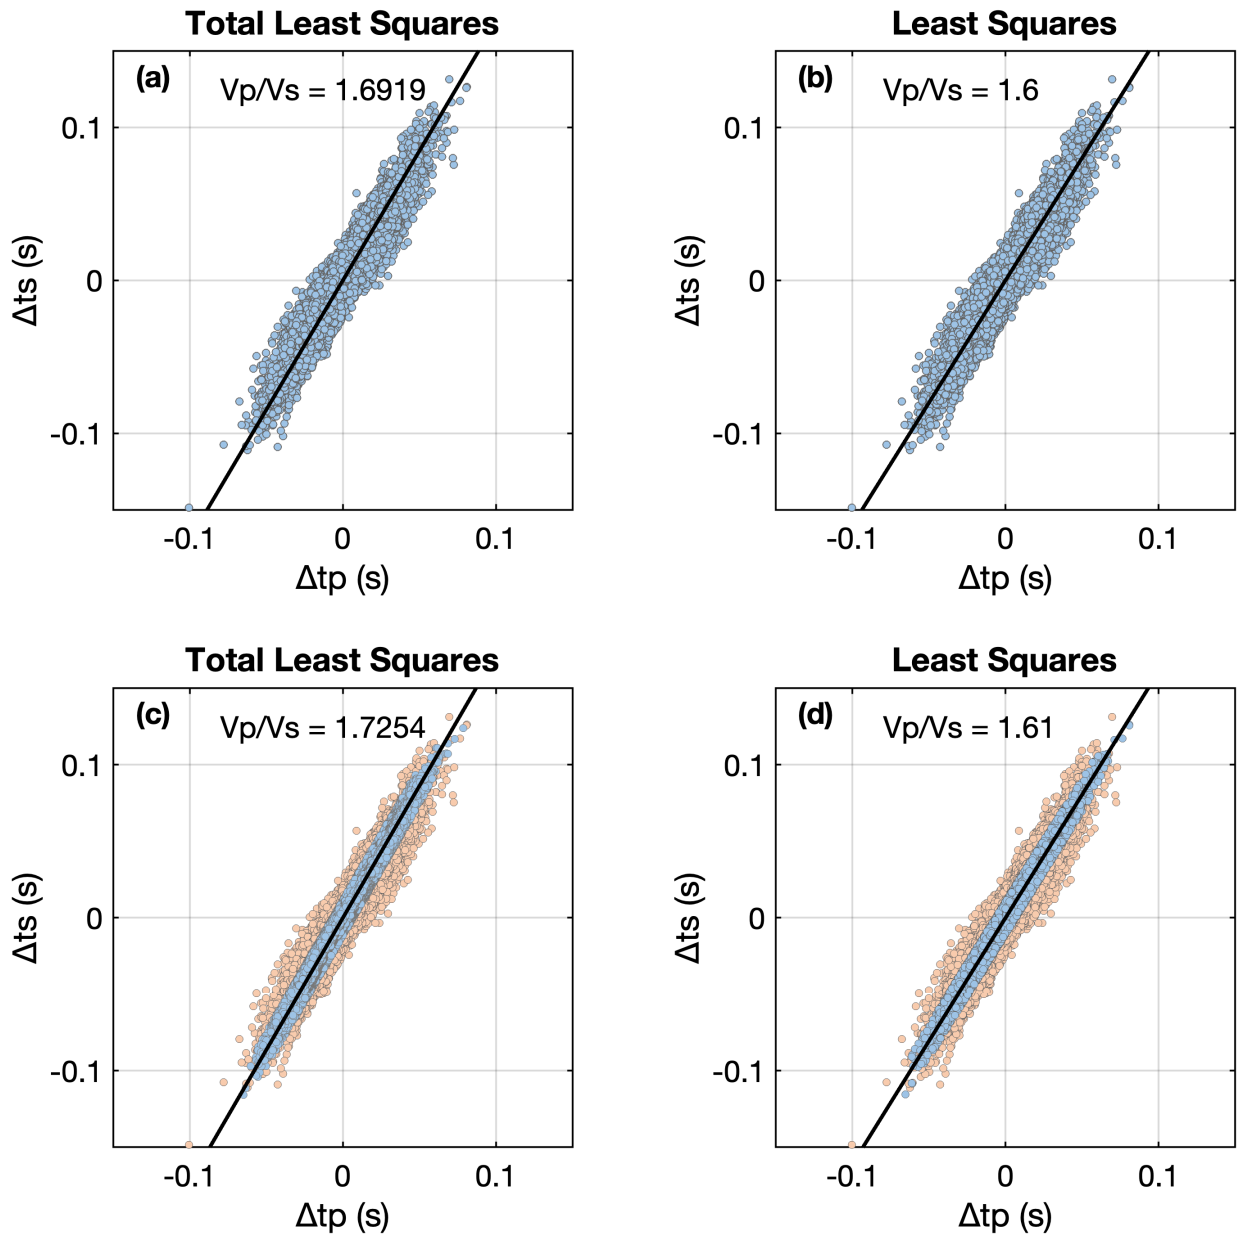 Total Least Squares
(a) Vp/Vs = 1.6919
0.1
0
-0.1
Δts (s)
-0.1 0 0.1
Δtp (s)
Least Squares
(b) Vp/Vs = 1.6
0.1
0
-0.1
Δts (s)
-0.1 0 0.1
Δtp (s)
Total Least Squares
(c) Vp/Vs = 1.7254
0.1
0
-0.1
Δts (s)
-0.1 0 0.1
Δtp (s)
Least Squares
(d) Vp/Vs = 1.61
0.1
0
-0.1
Δts (s)
-0.1 0 0.1
Δtp (s)